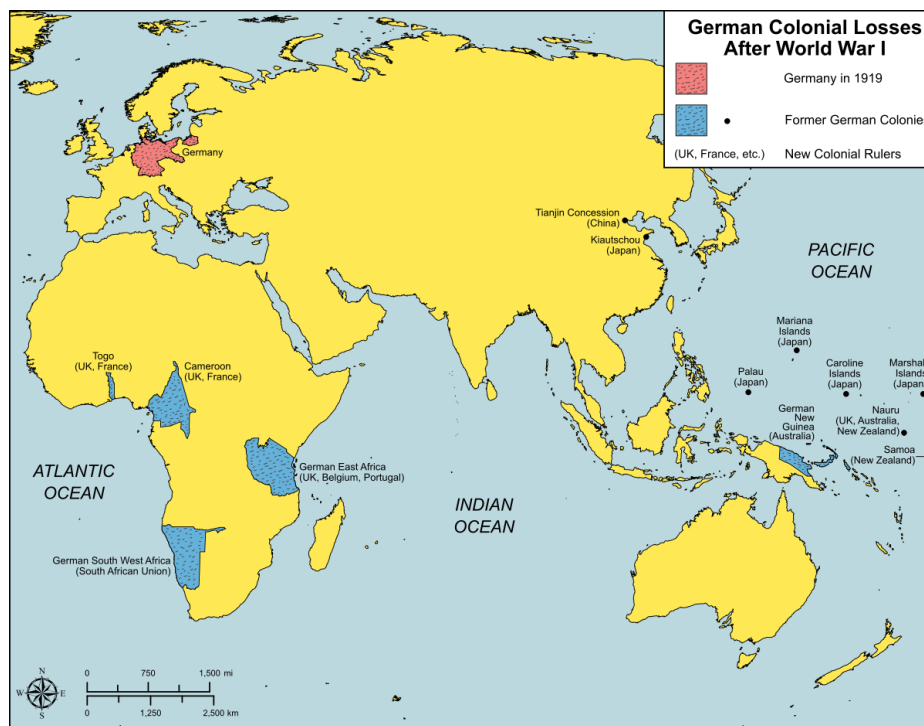 German Colonial Losses
After World War I
Germany in 1919
Former German Colonies
(UK, France, etc.) New Colonial Rulers
Germany
Tianjin Concession
(China)
Kiautschou
(Japan)
PACIFIC
OCEAN
Mariana
Islands
(Japan)
Togo
(UK, France)
Cameroon
(UK, France)
Palau
(Japan)
Caroline
Islands
(Japan)
Marshall
Islands
(Japan)
German
New
Guinea
(Australia)
Nauru
(UK, Australia,
New Zealand)
Samoa
(New Zealand)
ATLANTIC
OCEAN
German East Africa
(UK, Belgium, Portugal)
INDIAN
OCEAN
German South West Africa
(South African Union)
N
W E
S
0 750 1,500 mi
0 1,250 2,500 km